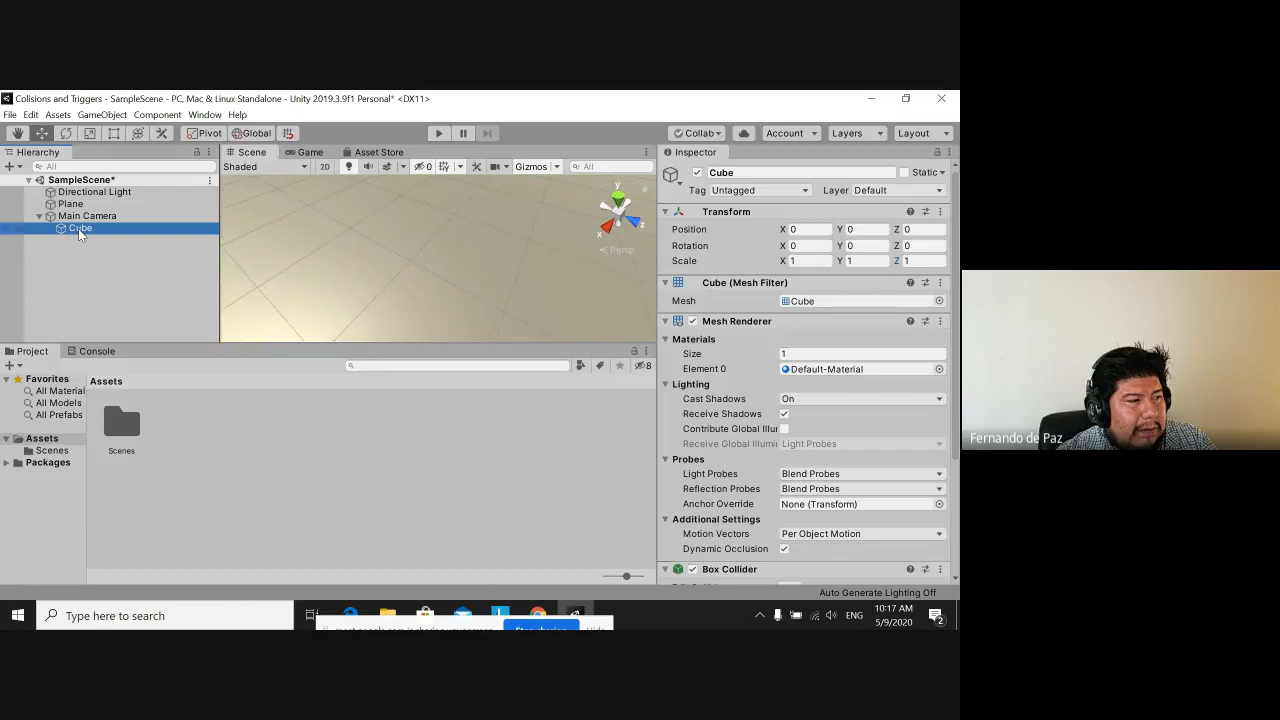 Colisions and Triggers - SampleScene - PC, Mac & Linux Standalone - Unity 2019.3.9f1 Personal* <DX11>
File Edit Assets GameObject Component Window Help
Pivot Global Collab Account Layers Layout
Hierarchy
All
SampleScene*
Directional Light
Plane
Main Camera
Cube
Scene Game Asset Store
Shaded 2D 0 Gizmos All
y
x
z
Persp
Inspector
Cube Static
Tag Untagged Layer Default
Transform
Position X 0 Y 0 Z 0
Rotation X 0 Y 0 Z 0
Scale X 1 Y 1 Z 1
Cube (Mesh Filter)
Mesh Cube
Mesh Renderer
Materials
Size 1
Element 0 Default-Material
Lighting
Cast Shadows On
Receive Shadows
Contribute Global Illur
Receive Global Illumir Light Probes
Probes
Light Probes Blend Probes
Reflection Probes Blend Probes
Anchor Override None (Transform)
Additional Settings
Motion Vectors Per Object Motion
Dynamic Occlusion
Box Collider
Project Console
8
Favorites
All Material
All Models
All Prefabs
Assets
Scenes
Packages
Assets
Scenes
Auto Generate Lighting Off
Type here to search
ENG
10:17 AM
5/9/2020
2
Fernando de Paz